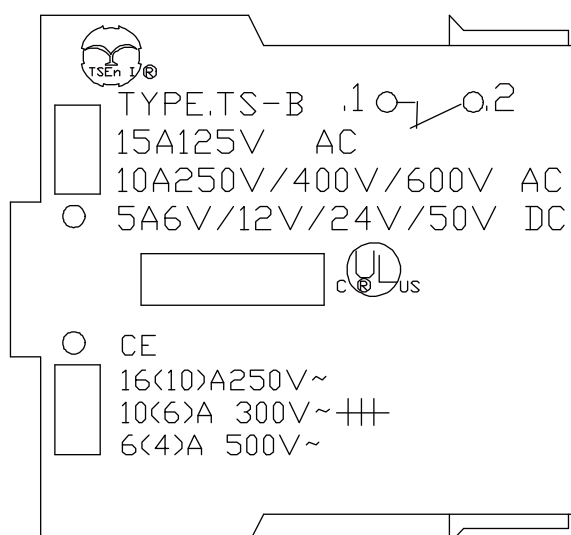 TSEn I ®
TYPE.TS-B .1 .2
15A125V AC
10A250V/400V/600V AC
5A6V/12V/24V/50V DC
C UL ® US
CE
16(10)A250V~
10(6)A 300V~
6(4)A 500V~